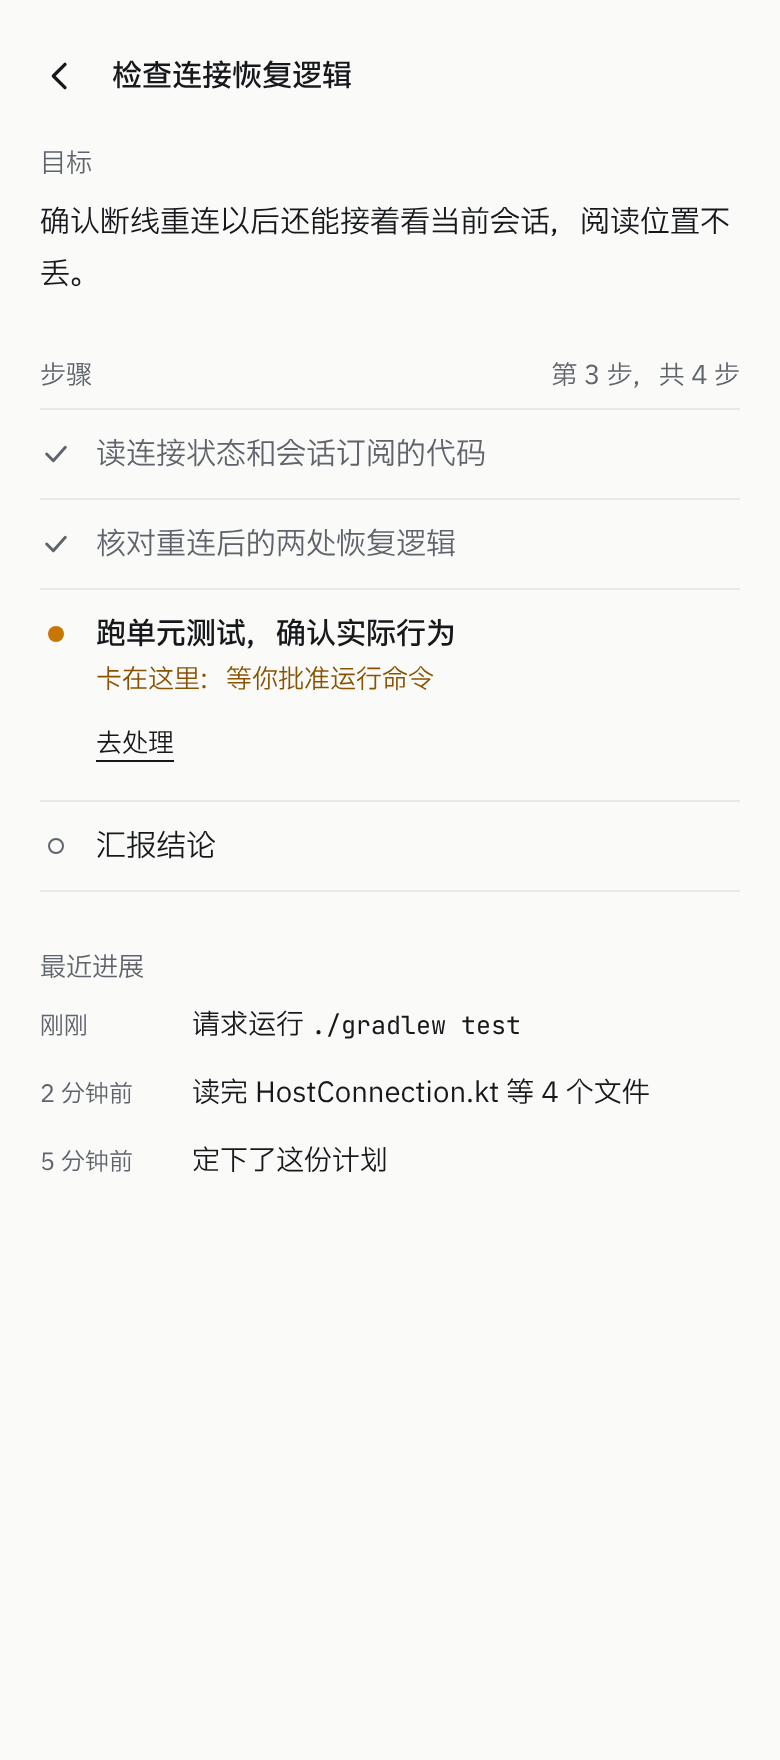 检查连接恢复逻辑
目标
确认断线重连以后还能接着看当前会话，阅读位置不
丢。
步骤
第 3 步，共 4 步
读连接状态和会话订阅的代码
核对重连后的两处恢复逻辑
跑单元测试，确认实际行为
卡在这里：等你批准运行命令
去处理
汇报结论
最近进展
刚刚 请求运行 ./gradlew test
2 分钟前 读完 HostConnection.kt 等 4 个文件
5 分钟前 定下了这份计划